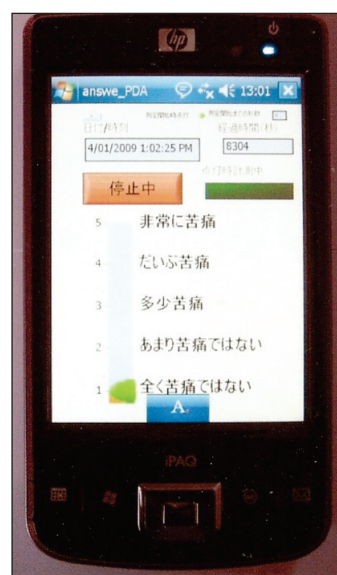 hp
answe_PDA 13:01
日に/時刻 経過時間(秒)
4/01/2009 1:02:25 PM 8304
停止中
5 非常に苦痛
4 だいぶ苦痛
3 多少苦痛
2 あまり苦痛ではない
1 全く苦痛ではない
A
iPAQ